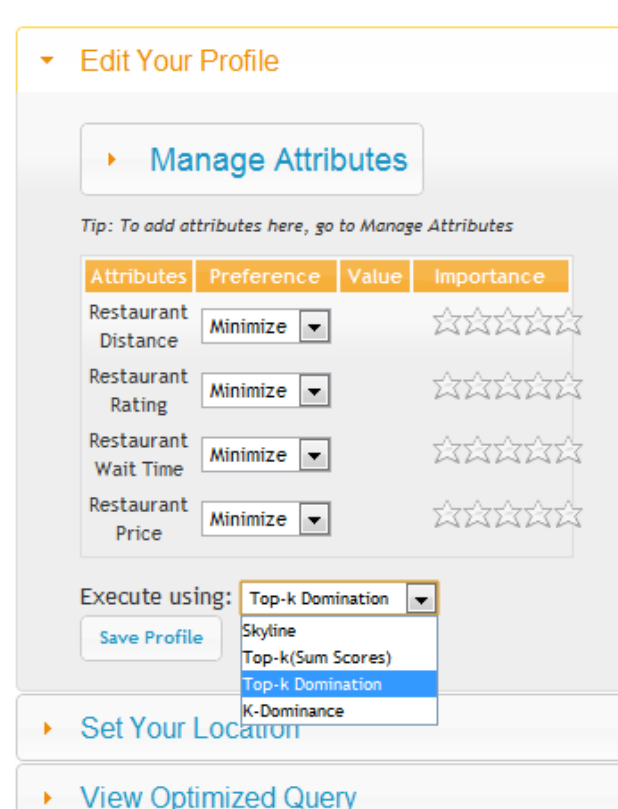 Edit Your Profile
Manage Attributes
Tip: To add attributes here, go to Manage Attributes
Attributes Preference Value Importance
Restaurant Distance Minimize
Restaurant Rating Minimize
Restaurant Wait Time Minimize
Restaurant Price Minimize
Execute using: Top-k Domination
Save Profile
Skyline
Top-k(Sum Scores)
Top-k Domination
K-Dominance
Set Your Location
View Optimized Query